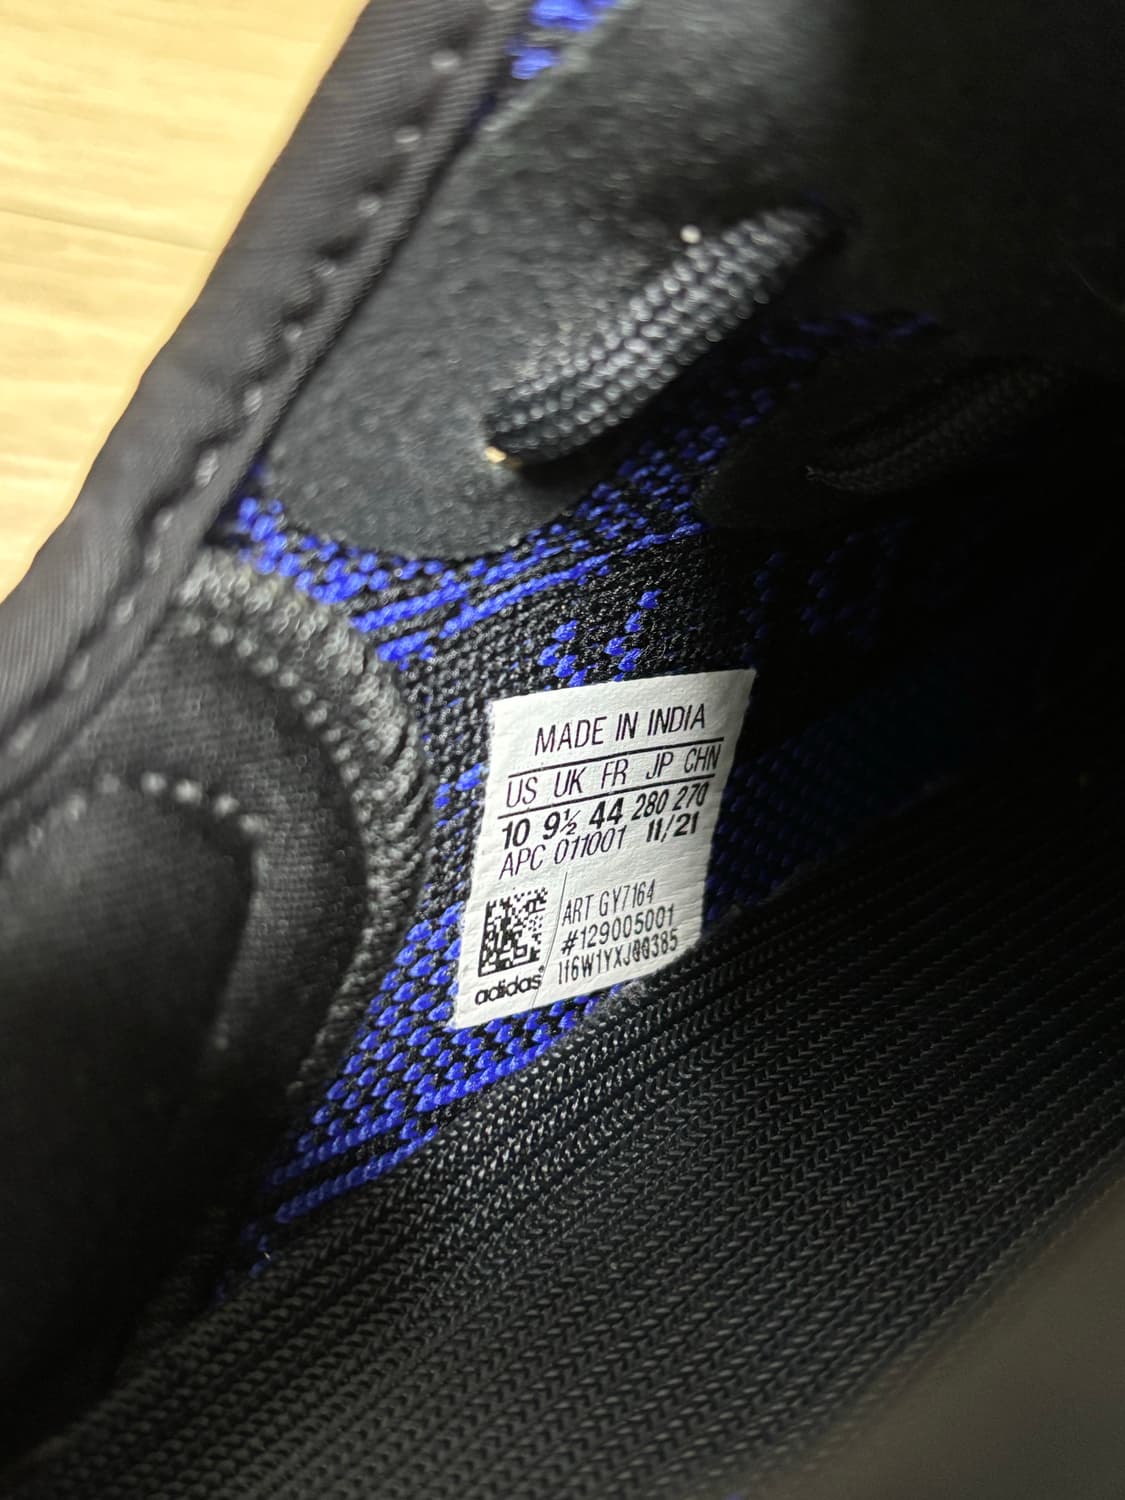 MADE IN INDIA
US UK FR JP CHN
10 9½ 44 280 270
APC 011001 11/21
ART GY7164
#129005001
adidas